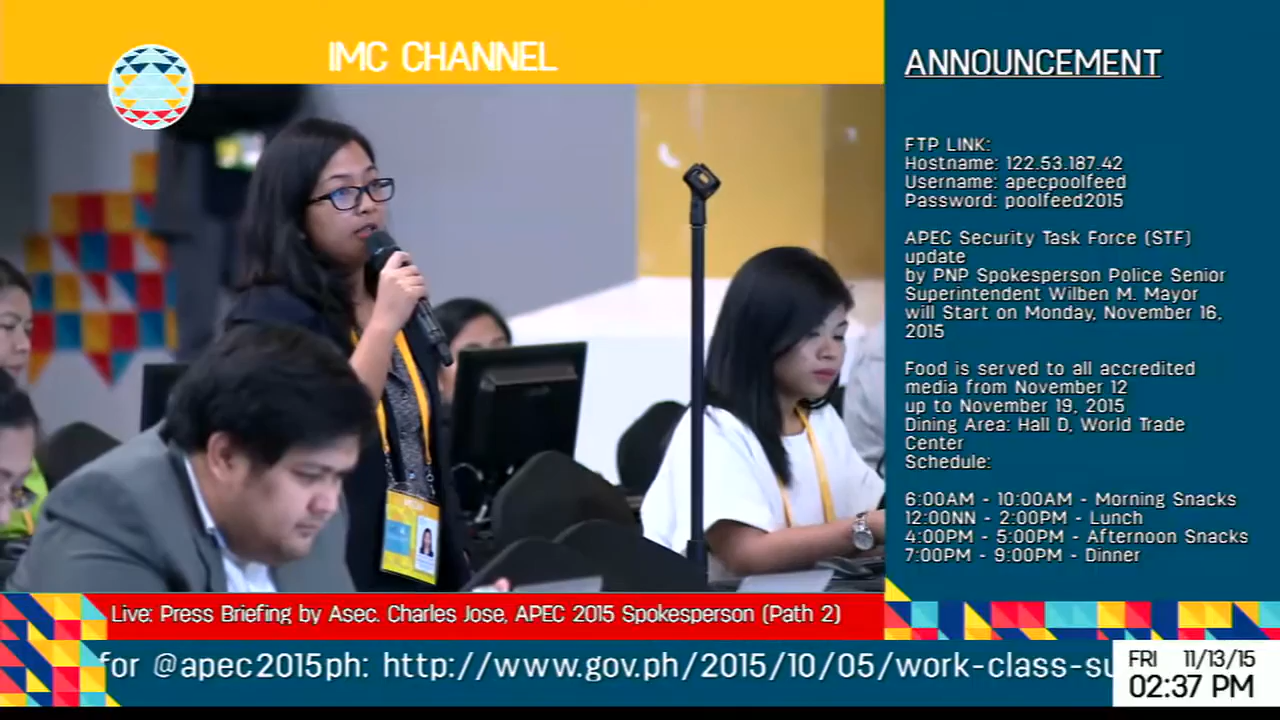 IMC CHANNEL
ANNOUNCEMENT
FTP LINK:
Hostname: 122.53.187.42
Username: apecpoolfeed
Password: poolfeed2015
APEC Security Task Force (STF)
update
by PNP Spokesperson Police Senior
Superintendent Wilben M. Mayor
will Start on Monday, November 16,
2015
Food is served to all accredited
media from November 12
up to November 19, 2015
Dining Area: Hall D, World Trade
Center
Schedule:
6:00AM - 10:00AM - Morning Snacks
12:00NN - 2:00PM - Lunch
4:00PM - 5:00PM - Afternoon Snacks
7:00PM - 9:00PM - Dinner
Live: Press Briefing by Asec. Charles Jose, APEC 2015 Spokesperson (Path 2)
for @apec2015ph: http://www.gov.ph/2015/10/05/work-class-su
FRI 11/13/15
02:37 PM